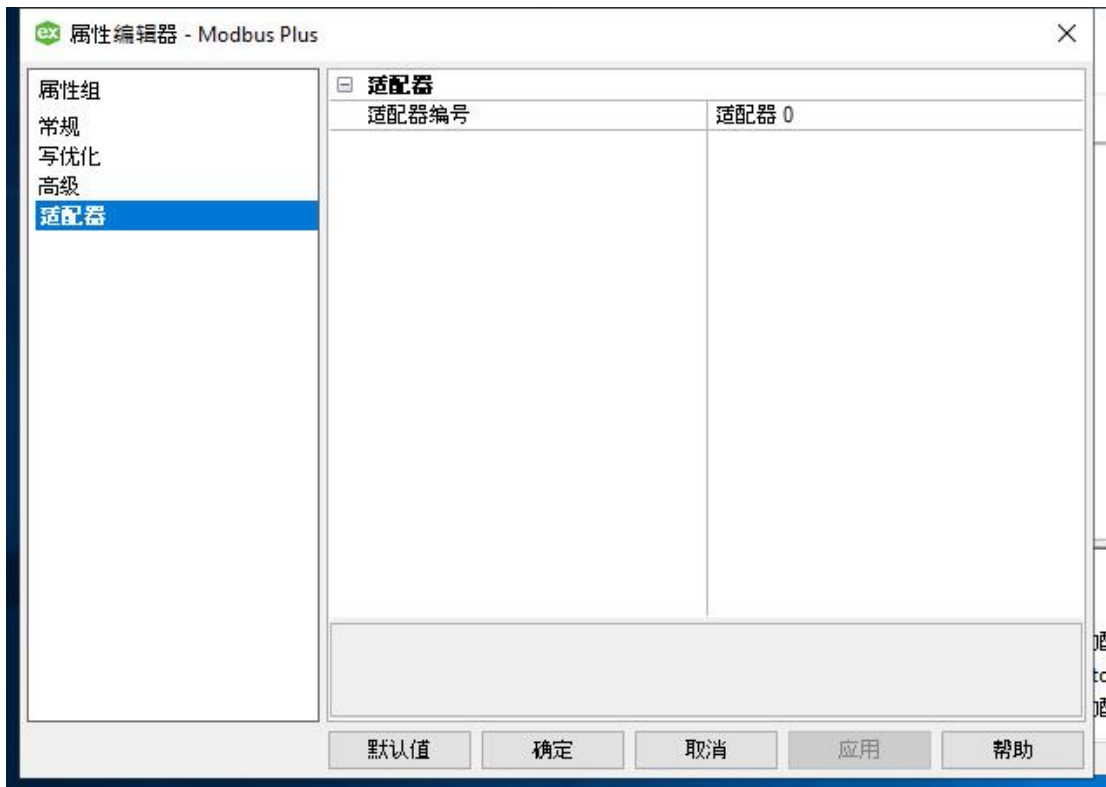 属性编辑器 - Modbus Plus
属性组
常规
写优化
高级
适配器
适配器
适配器编号 适配器 0
默认值 确定 取消 应用 帮助